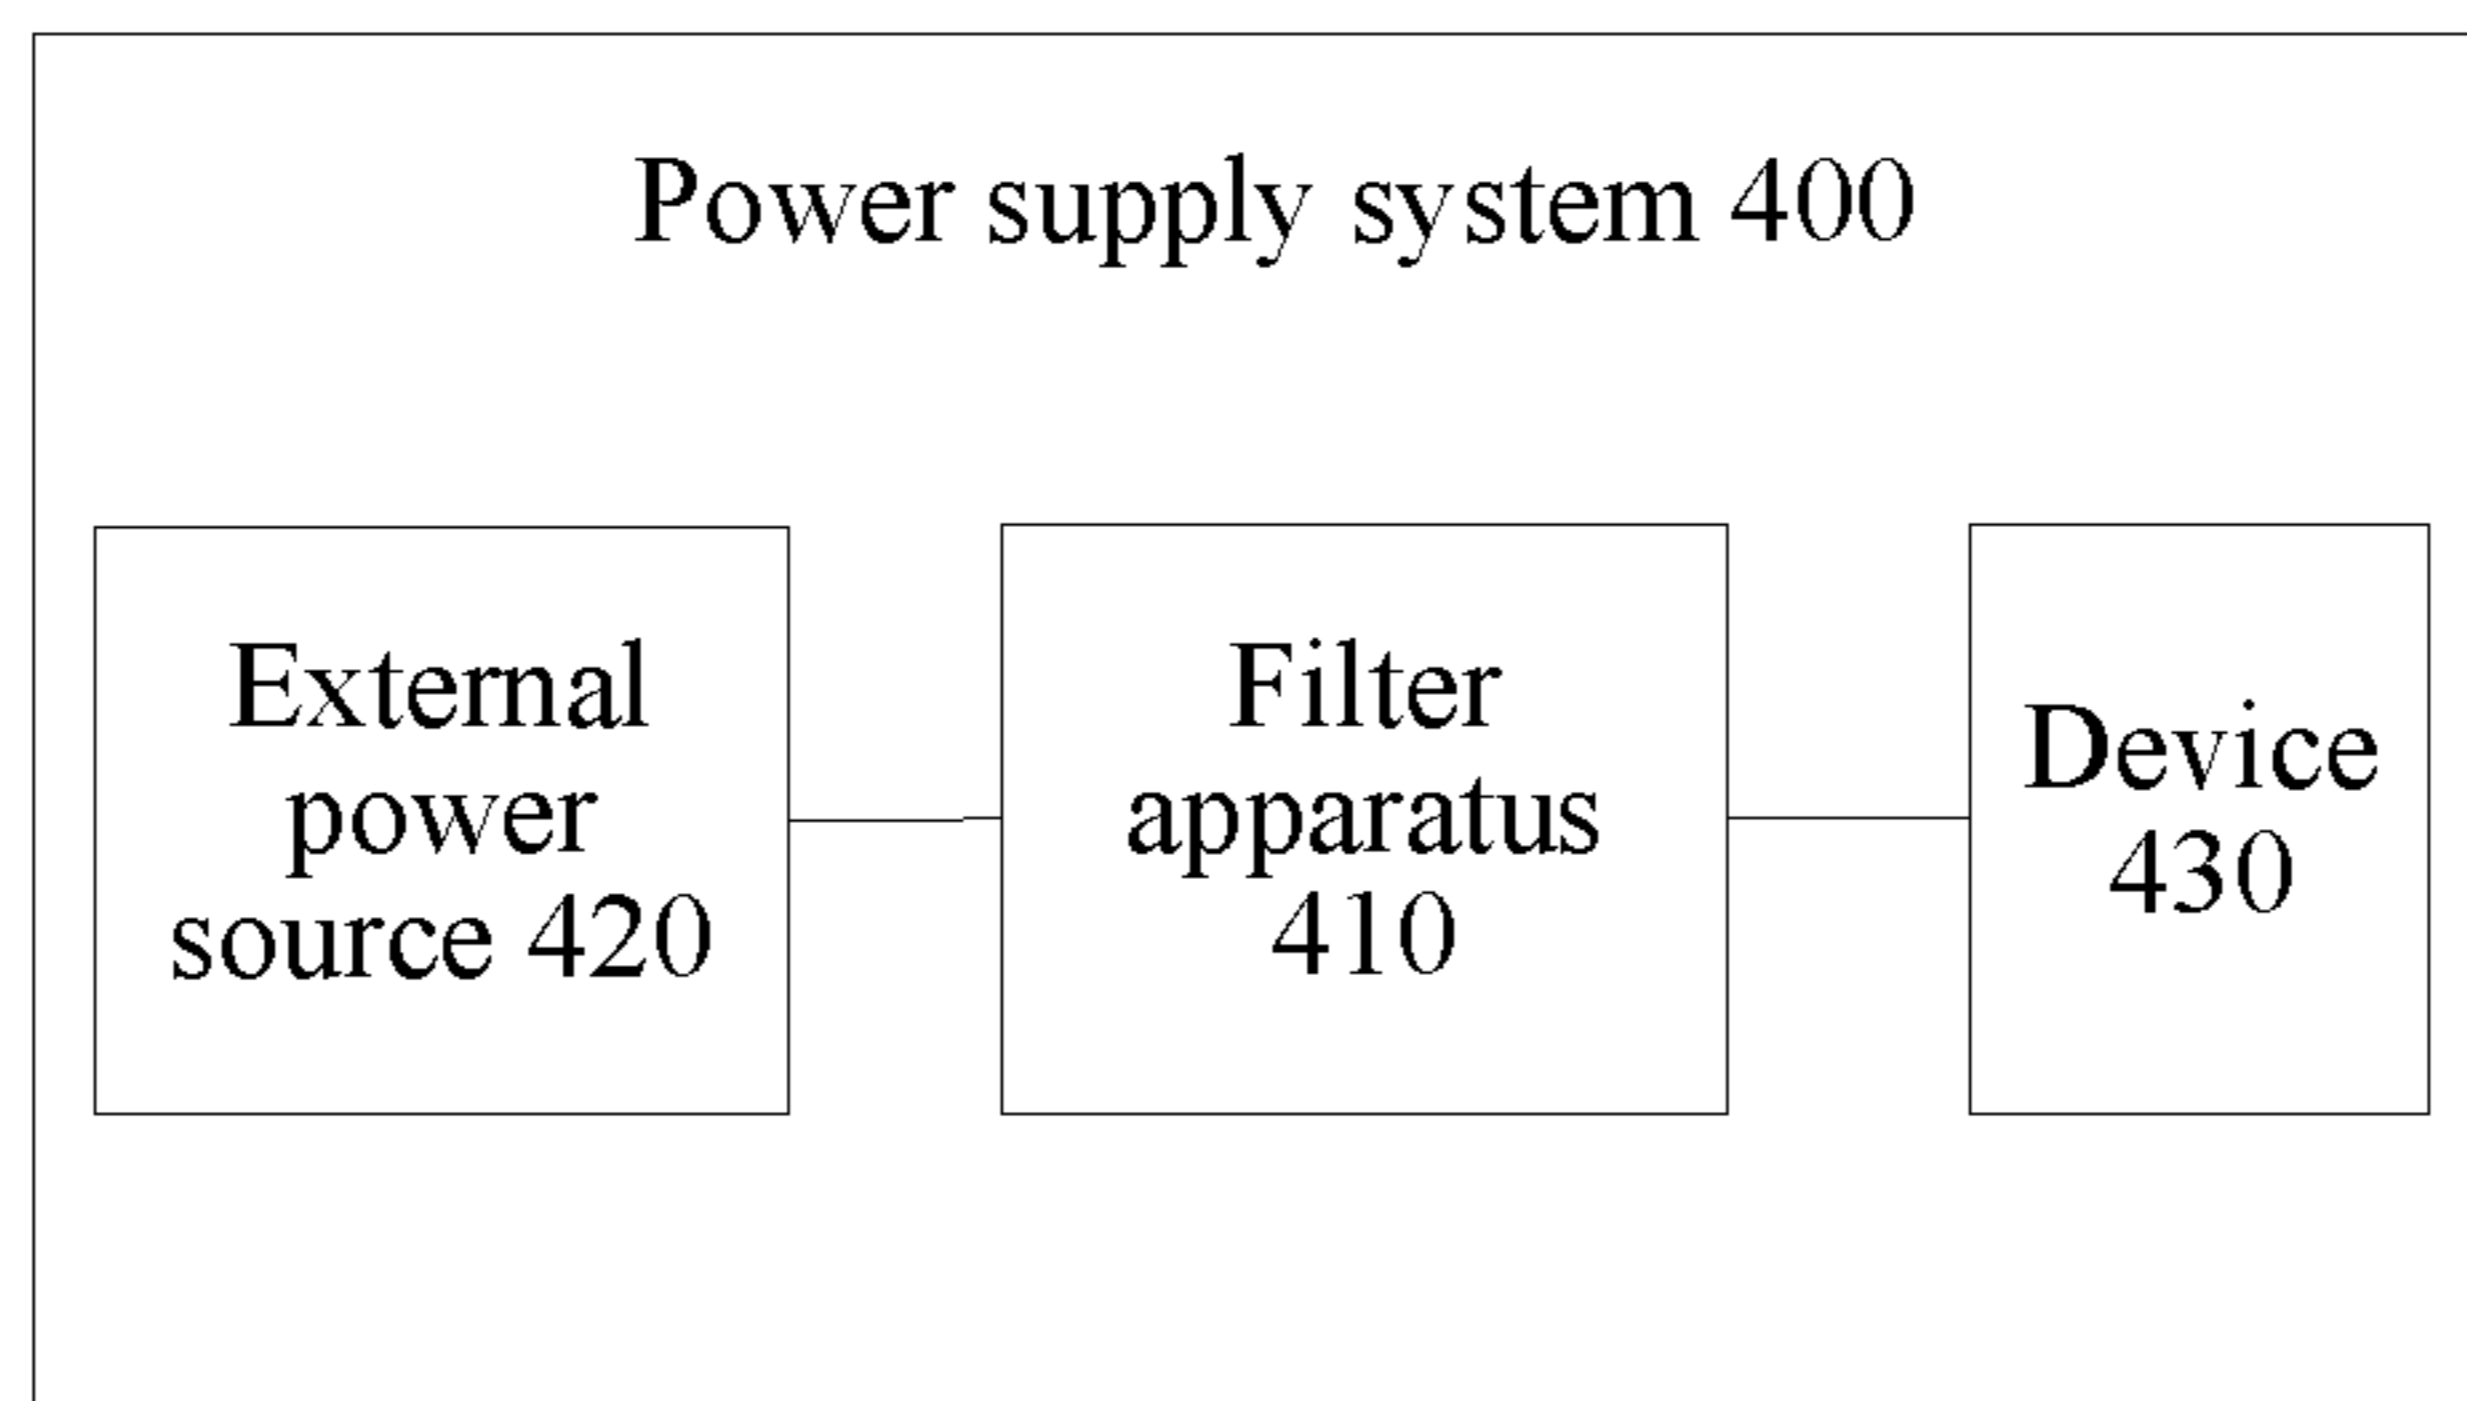 Power supply system 400
External
power
source 420
Filter
apparatus
410
Device
430